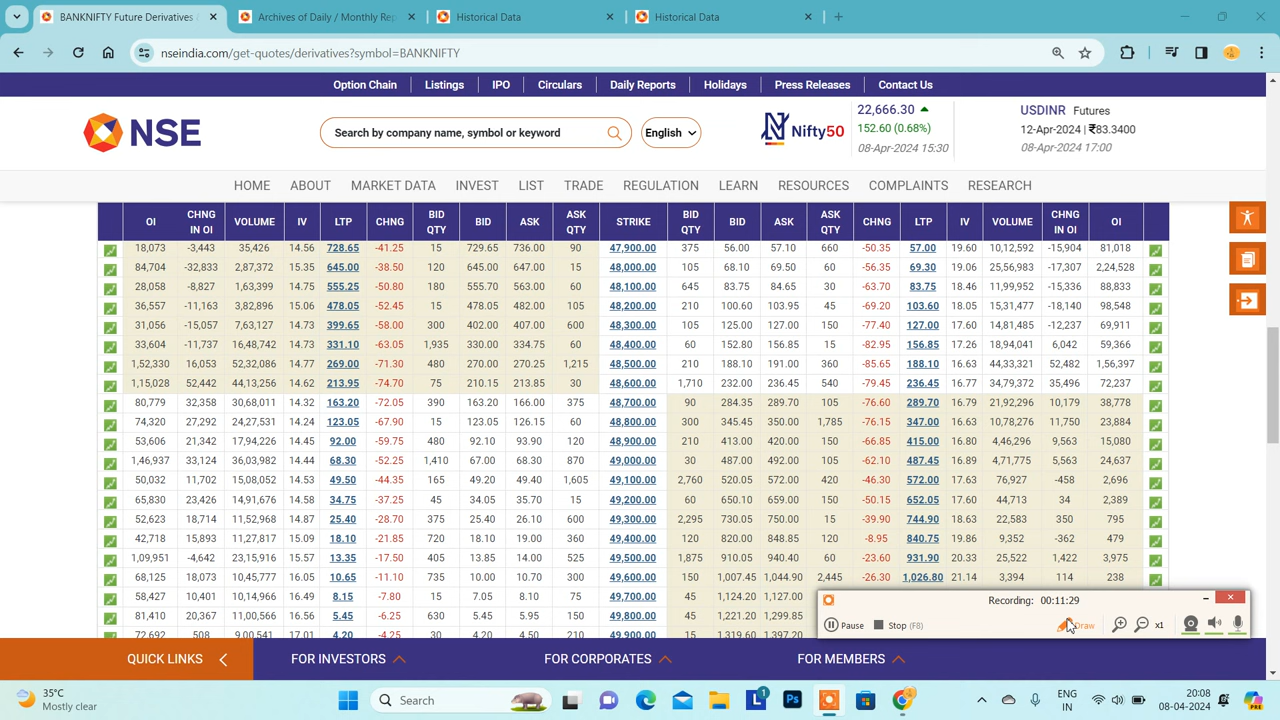 BANKNIFTY Future Derivatives
Archives of Daily / Monthly Rep
Historical Data
Historical Data
nseindia.com/get-quotes/derivatives?symbol=BANKNIFTY
Option Chain Listings IPO Circulars Daily Reports Holidays Press Releases Contact Us
NSE
Search by company name, symbol or keyword
English
Nifty50
22,666.30
152.60 (0.68%)
08-Apr-2024 15:30
USDINR Futures
12-Apr-2024 | ₹83.3400
08-Apr-2024 17:00
HOME ABOUT MARKET DATA INVEST LIST TRADE REGULATION LEARN RESOURCES COMPLAINTS RESEARCH
OI CHNG IN OI VOLUME IV LTP CHNG BID QTY BID ASK ASK QTY STRIKE BID QTY BID ASK ASK QTY CHNG LTP IV VOLUME CHNG IN OI OI
18,073 -3,443 35,426 14.56 728.65 -41.25 15 729.65 736.00 90 47,900.00 375 56.00 57.10 660 -50.35 57.00 19.60 10,12,592 -15,904 81,018
84,704 -32,833 2,87,372 15.35 645.00 -38.50 120 645.00 647.00 15 48,000.00 105 68.10 69.50 60 -56.35 69.30 19.06 25,56,983 -17,307 2,24,528
28,058 -8,827 1,63,399 14.75 555.25 -50.80 180 555.70 563.00 60 48,100.00 645 83.75 84.65 30 -63.70 83.75 18.46 11,99,952 -15,336 88,833
36,557 -11,163 3,82,896 15.06 478.05 -52.45 15 478.05 482.00 105 48,200.00 210 100.60 103.95 45 -69.20 103.60 18.05 15,31,477 -18,140 98,548
31,056 -15,057 7,63,127 14.73 399.65 -58.00 300 402.00 407.00 600 48,300.00 105 125.00 127.00 150 -77.40 127.00 17.60 14,81,485 -12,237 69,911
33,604 -11,737 16,48,742 14.73 331.10 -63.05 1,935 330.00 334.75 60 48,400.00 60 152.80 156.85 15 -82.95 156.85 17.26 18,94,041 6,042 59,366
1,52,330 16,053 52,32,086 14.77 269.00 -71.30 480 270.00 270.25 1,215 48,500.00 210 188.10 191.00 360 -85.65 188.10 16.63 44,33,321 52,482 1,56,397
1,15,028 52,442 44,13,256 14.62 213.95 -74.70 75 210.15 213.85 30 48,600.00 1,710 232.00 236.45 540 -79.45 236.45 16.77 34,79,372 35,496 72,237
80,779 32,358 30,68,011 14.32 163.20 -72.05 390 163.20 166.00 375 48,700.00 90 284.35 289.70 105 -76.60 289.70 16.79 21,92,296 10,179 38,778
74,320 27,292 24,27,531 14.24 123.05 -67.90 15 123.05 126.15 60 48,800.00 300 345.45 350.00 1,785 -76.15 347.00 16.66 10,78,276 11,750 23,884
53,606 21,342 17,94,226 14.45 92.00 -59.75 480 92.10 93.90 120 48,900.00 210 413.00 420.00 150 -66.85 415.00 16.80 4,46,296 9,563 15,080
1,46,937 33,124 36,03,982 14.44 68.30 -52.25 1,410 67.00 68.30 870 49,000.00 30 487.00 492.00 105 -62.10 487.45 16.89 4,71,775 5,563 24,637
50,032 11,702 15,08,052 14.53 49.50 -44.35 165 49.20 49.40 1,605 49,100.00 2,760 520.05 572.00 420 -46.30 572.00 17.60 76,927 -458 2,696
65,830 23,426 14,91,676 14.58 34.75 -37.25 45 34.05 35.70 15 49,200.00 60 650.10 659.00 150 -50.15 652.05 17.60 44,713 34 2,389
52,623 18,714 11,52,968 14.87 25.40 -28.70 375 25.40 26.10 600 49,300.00 2,295 730.05 750.00 15 -39.90 744.90 18.63 22,583 350 795
42,718 15,893 11,27,817 15.09 18.10 -21.85 720 18.10 19.00 360 49,400.00 120 820.00 848.85 120 -8.95 840.75 19.86 9,352 -362 479
1,09,951 -4,642 23,15,916 15.57 13.35 -17.50 405 13.85 14.00 525 49,500.00 1,875 910.05 940.40 60 -23.60 931.90 20.33 25,522 1,422 3,975
68,125 18,073 10,45,777 16.05 10.65 -11.10 735 10.00 10.70 300 49,600.00 150 1,007.45 1,044.90 2,445 -26.30 1,026.80 21.14 3,394 114 238
58,427 10,401 10,14,966 16.49 8.15 -7.80 15 7.05 8.10 75 49,700.00 45 1,124.20 1,127.00
81,410 20,367 11,00,566 16.56 5.45 -6.25 630 5.45 5.95 150 49,800.00 45 1,221.20 1,299.85
72,692 508 9,00,541 17.01 4.20 -4.25 450 4.20 4.50 210 49,900.00 15 1,319.60 1,397.20
Recording: 00:11:29
Pause Stop (F8) Draw x1
QUICK LINKS FOR INVESTORS FOR CORPORATES FOR MEMBERS
35°C
Mostly clear
Search
1
ENG
IN
20:08
08-04-2024